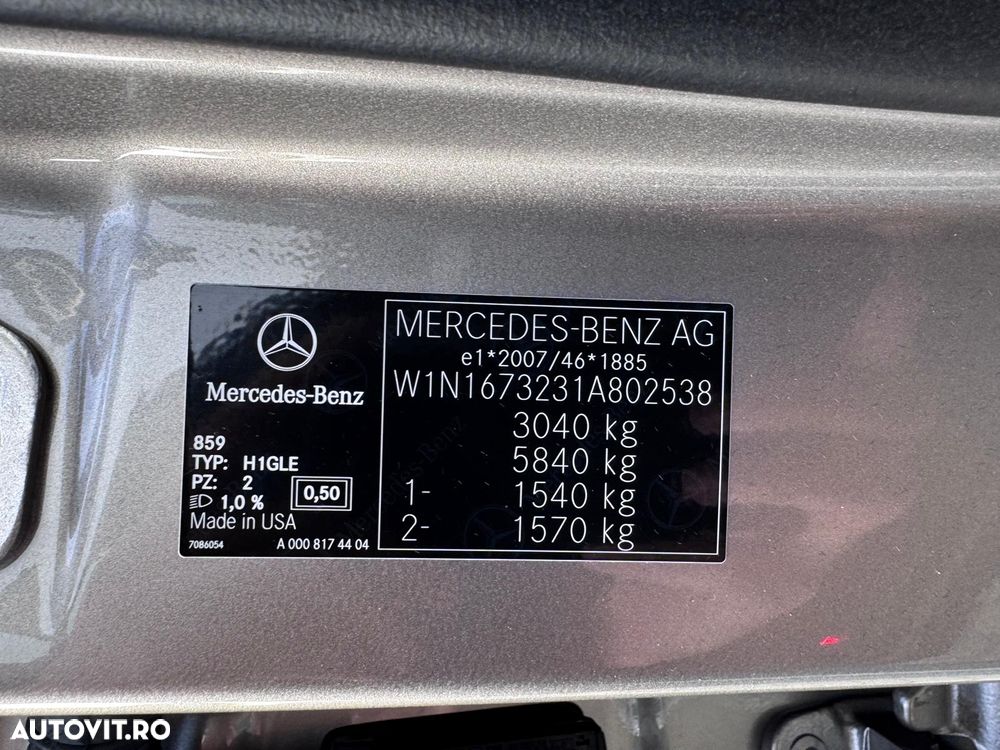 Mercedes-Benz
859
TYP: H1GLE
PZ: 2
1,0 %
0,50
Made in USA
7086054 A 000 817 44 04
MERCEDES-BENZ AG
e1*2007/46*1885
W1N1673231A802538
3040 kg
5840 kg
1- 1540 kg
2- 1570 kg
AUTOVIT.RO